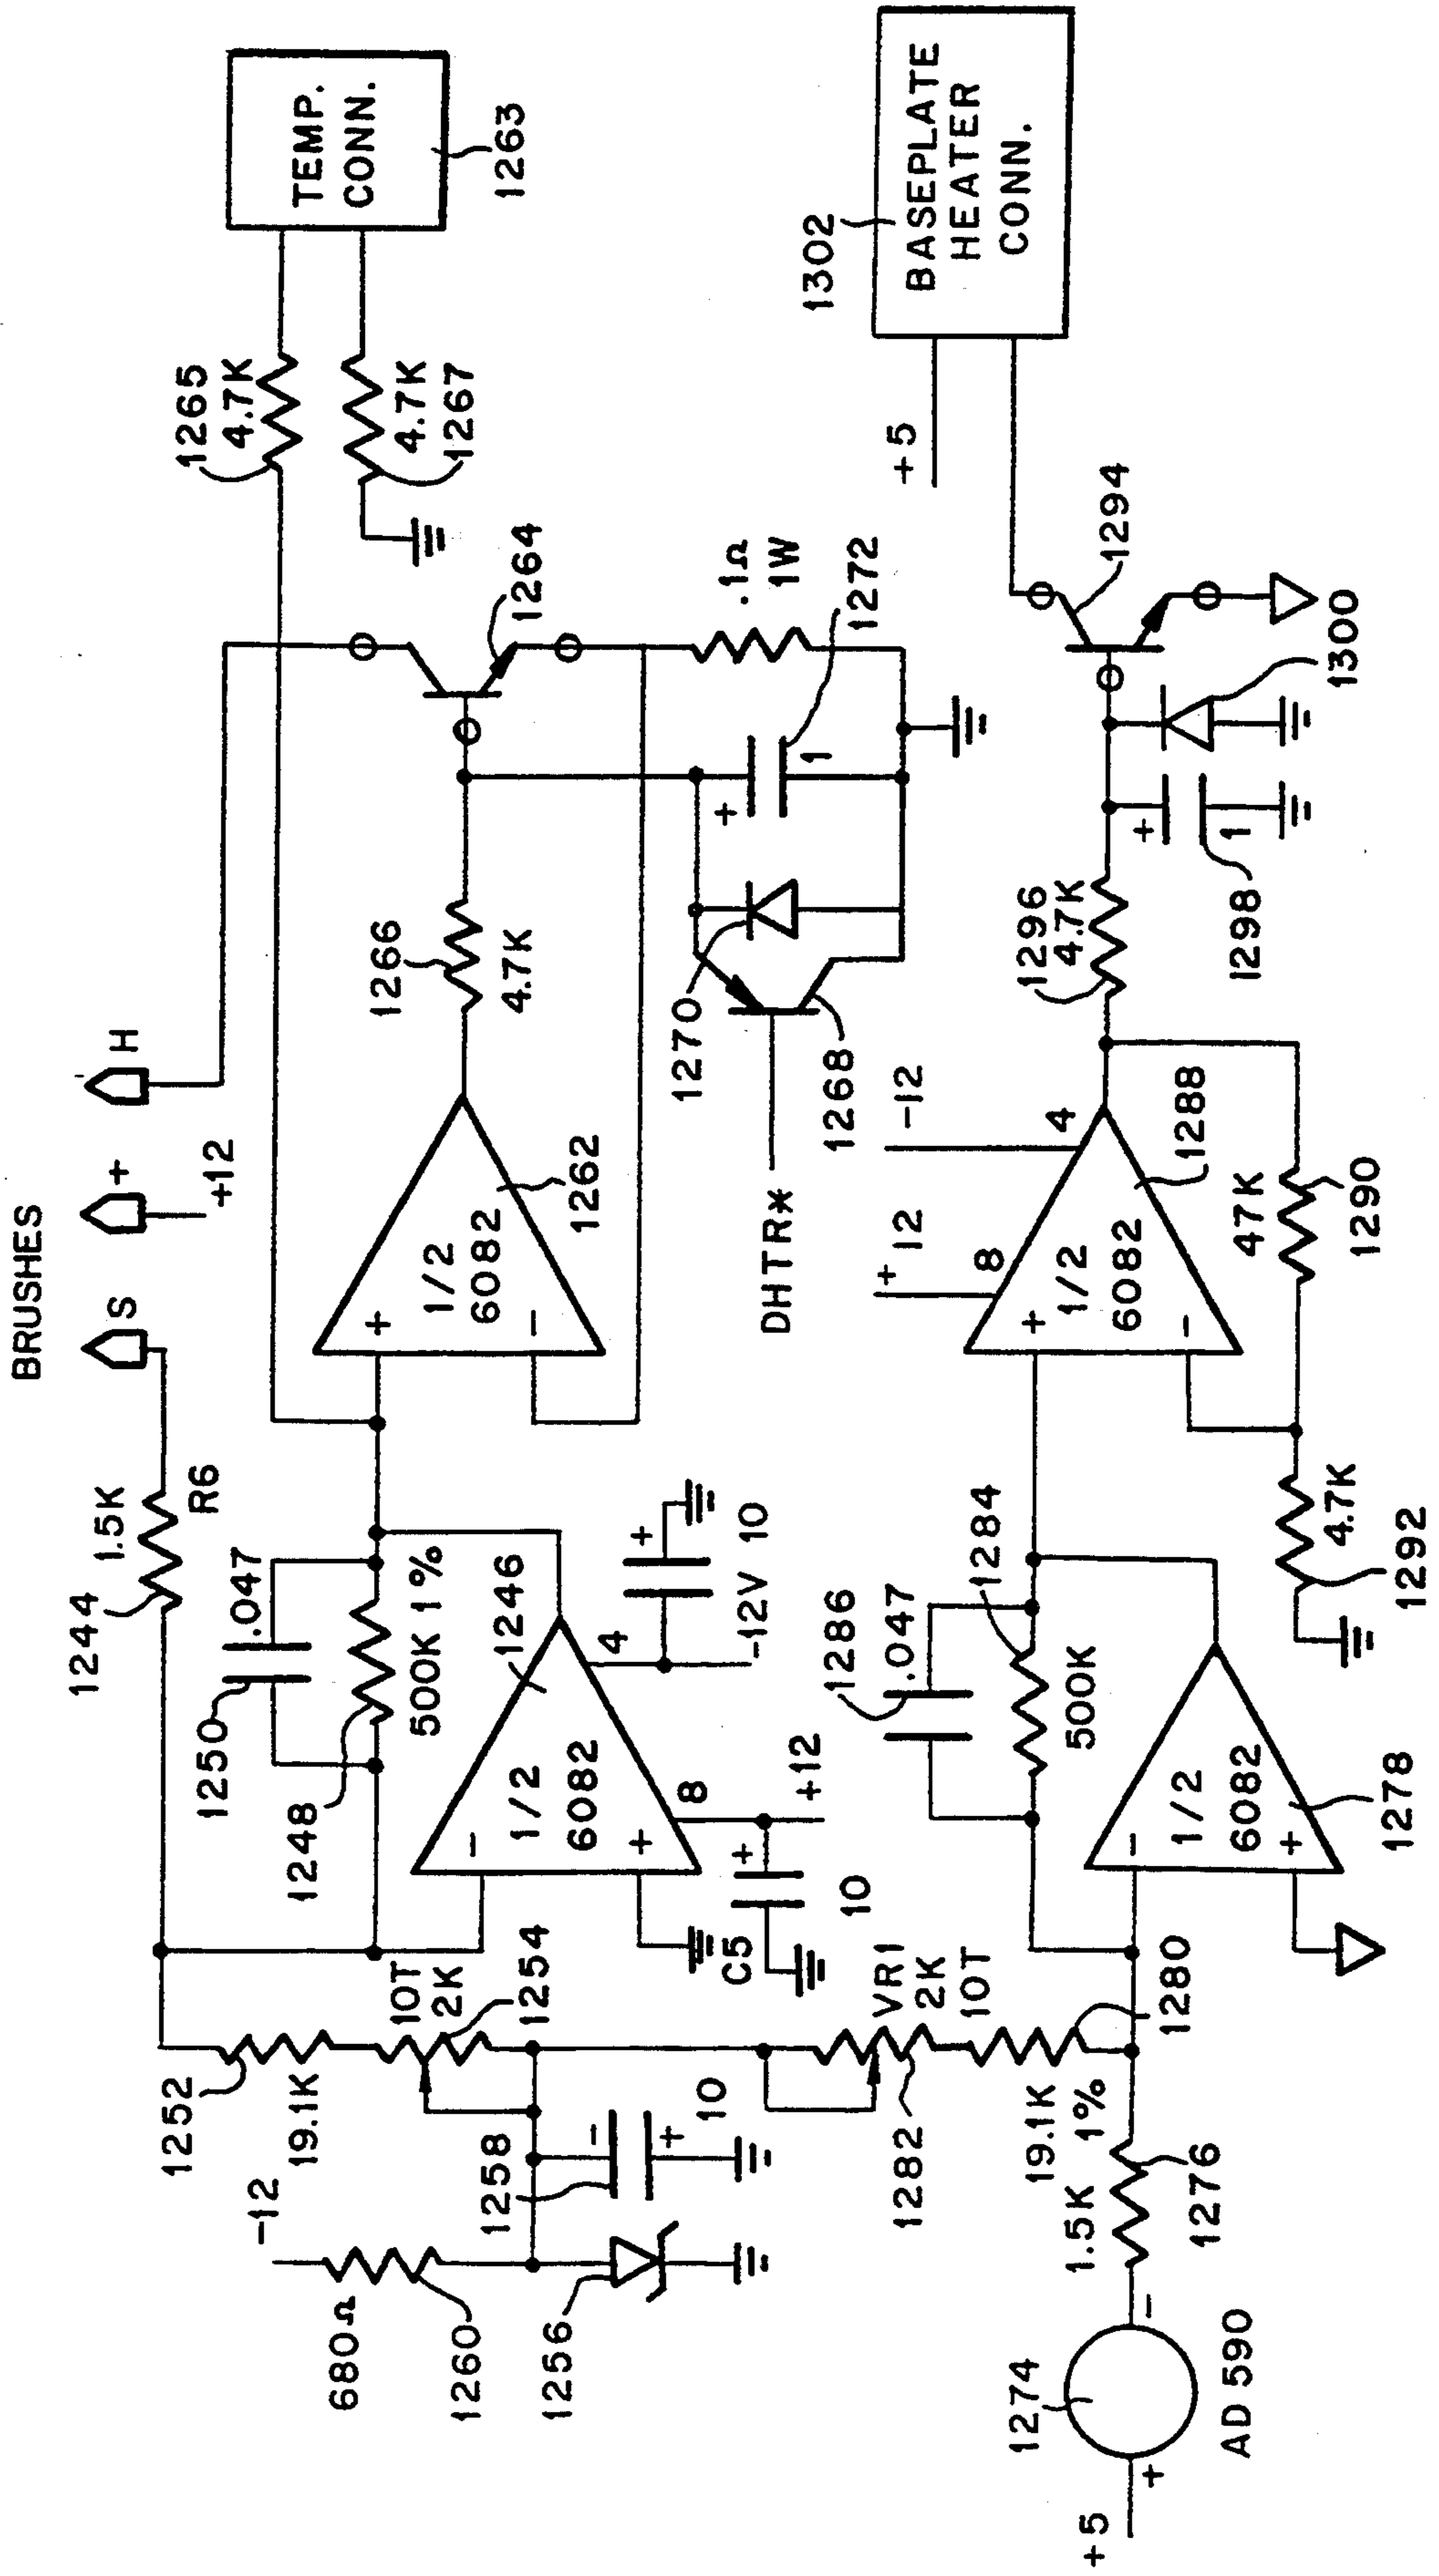 BRUSHES
S
+
H
+12
1244
1.5K
R6
1250
.047
1248
500K 1%
1246
1/2
6082
-
+
4
-12V
10
+
8
+12
+
10
C5
1252
19.1K
10T
2K
1254
-12
680Ω
1260
1256
1258
-
+
10
1262
1/2
6082
+
-
1266
4.7K
1264
1265
4.7K
4.7K
1267
TEMP.
CONN.
1263
.1Ω
1W
1272
+
1
1270
1268
DHTR*
VR1
2K
10T
1282
19.1K
1%
1280
1.5K
1276
1274
AD 590
+5
+
-
1278
1/2
6082
-
+
1286
.047
1284
500K
1288
1/2
6082
+
-
+12
8
-12
4
47K
1290
4.7K
1292
1296
4.7K
1298
+
1
1300
1294
+5
1302
BASEPLATE
HEATER
CONN.